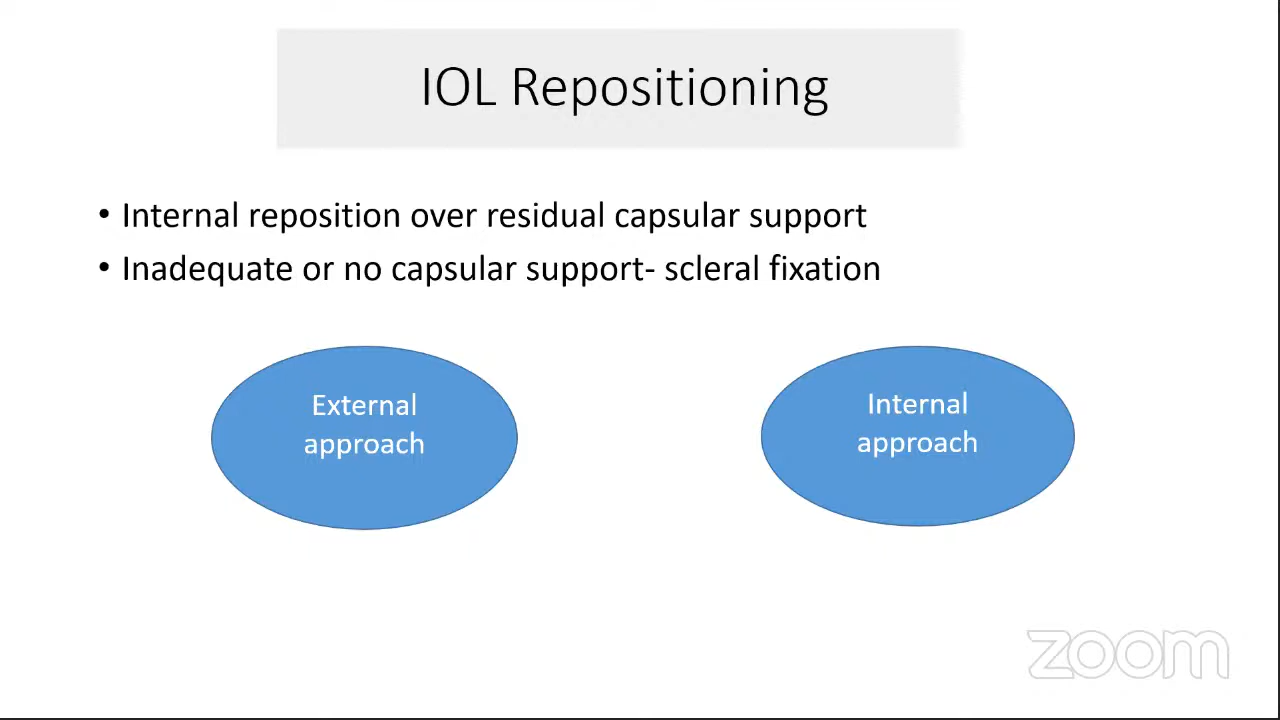 IOL Repositioning
• Internal reposition over residual capsular support
• Inadequate or no capsular support- scleral fixation
External
approach
Internal
approach
zoom